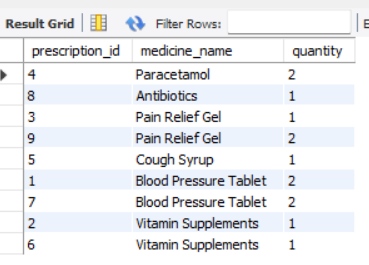 Result Grid Filter Rows: E
prescription_id medicine_name quantity
4 Paracetamol 2
8 Antibiotics 1
3 Pain Relief Gel 1
9 Pain Relief Gel 2
5 Cough Syrup 1
1 Blood Pressure Tablet 2
7 Blood Pressure Tablet 2
2 Vitamin Supplements 1
6 Vitamin Supplements 1